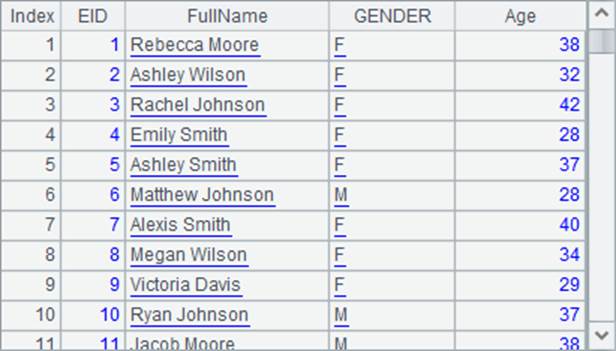 Index EID FullName GENDER Age
1 1 Rebecca Moore F 38
2 2 Ashley Wilson F 32
3 3 Rachel Johnson F 42
4 4 Emily Smith F 28
5 5 Ashley Smith F 37
6 6 Matthew Johnson M 28
7 7 Alexis Smith F 40
8 8 Megan Wilson F 34
9 9 Victoria Davis F 29
10 10 Ryan Johnson M 37
11 11 Jacob Moore M 38